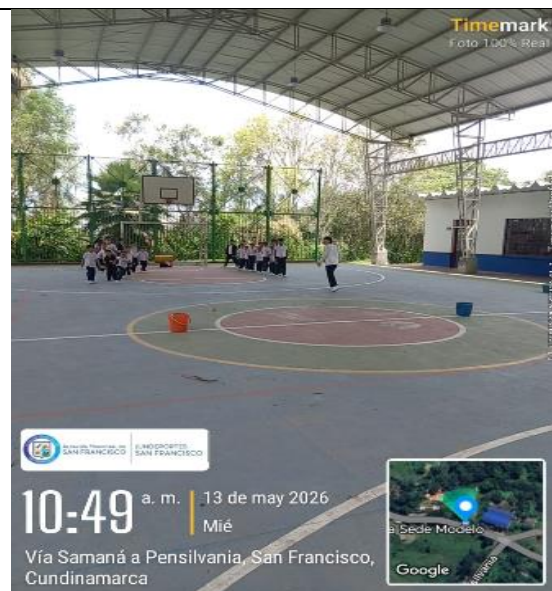 Timemark
Foto 100% Real
SAN FRANCISCO
JUNDEPORTES
SAN FRANCISCO
10:49 a. m.
13 de may 2026
Mié
Vía Samaná a Pensilvania, San Francisco,
Cundinamarca
a Sede Modelo
Google